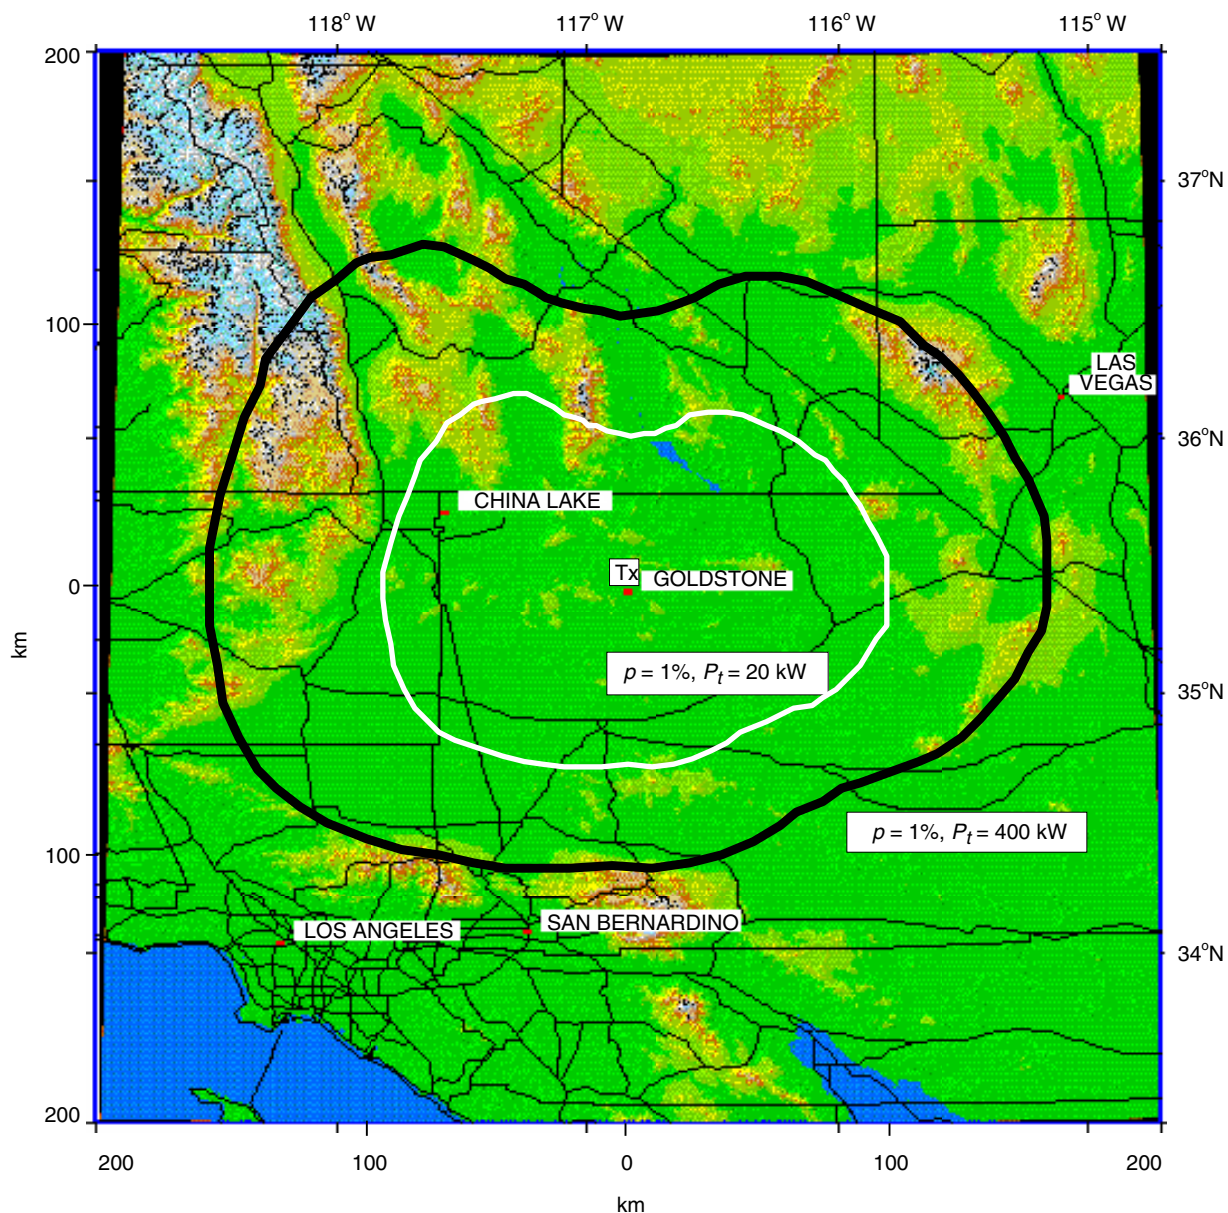 118° W 117° W 116° W 115° W
200
37°N
100
LAS
VEGAS
36°N
CHINA LAKE
Tx
GOLDSTONE
0
km
p = 1%, Pt = 20 kW
35°N
p = 1%, Pt = 400 kW
100
LOS ANGELES
SAN BERNARDINO
34°N
200
200 100 0 100 200
km